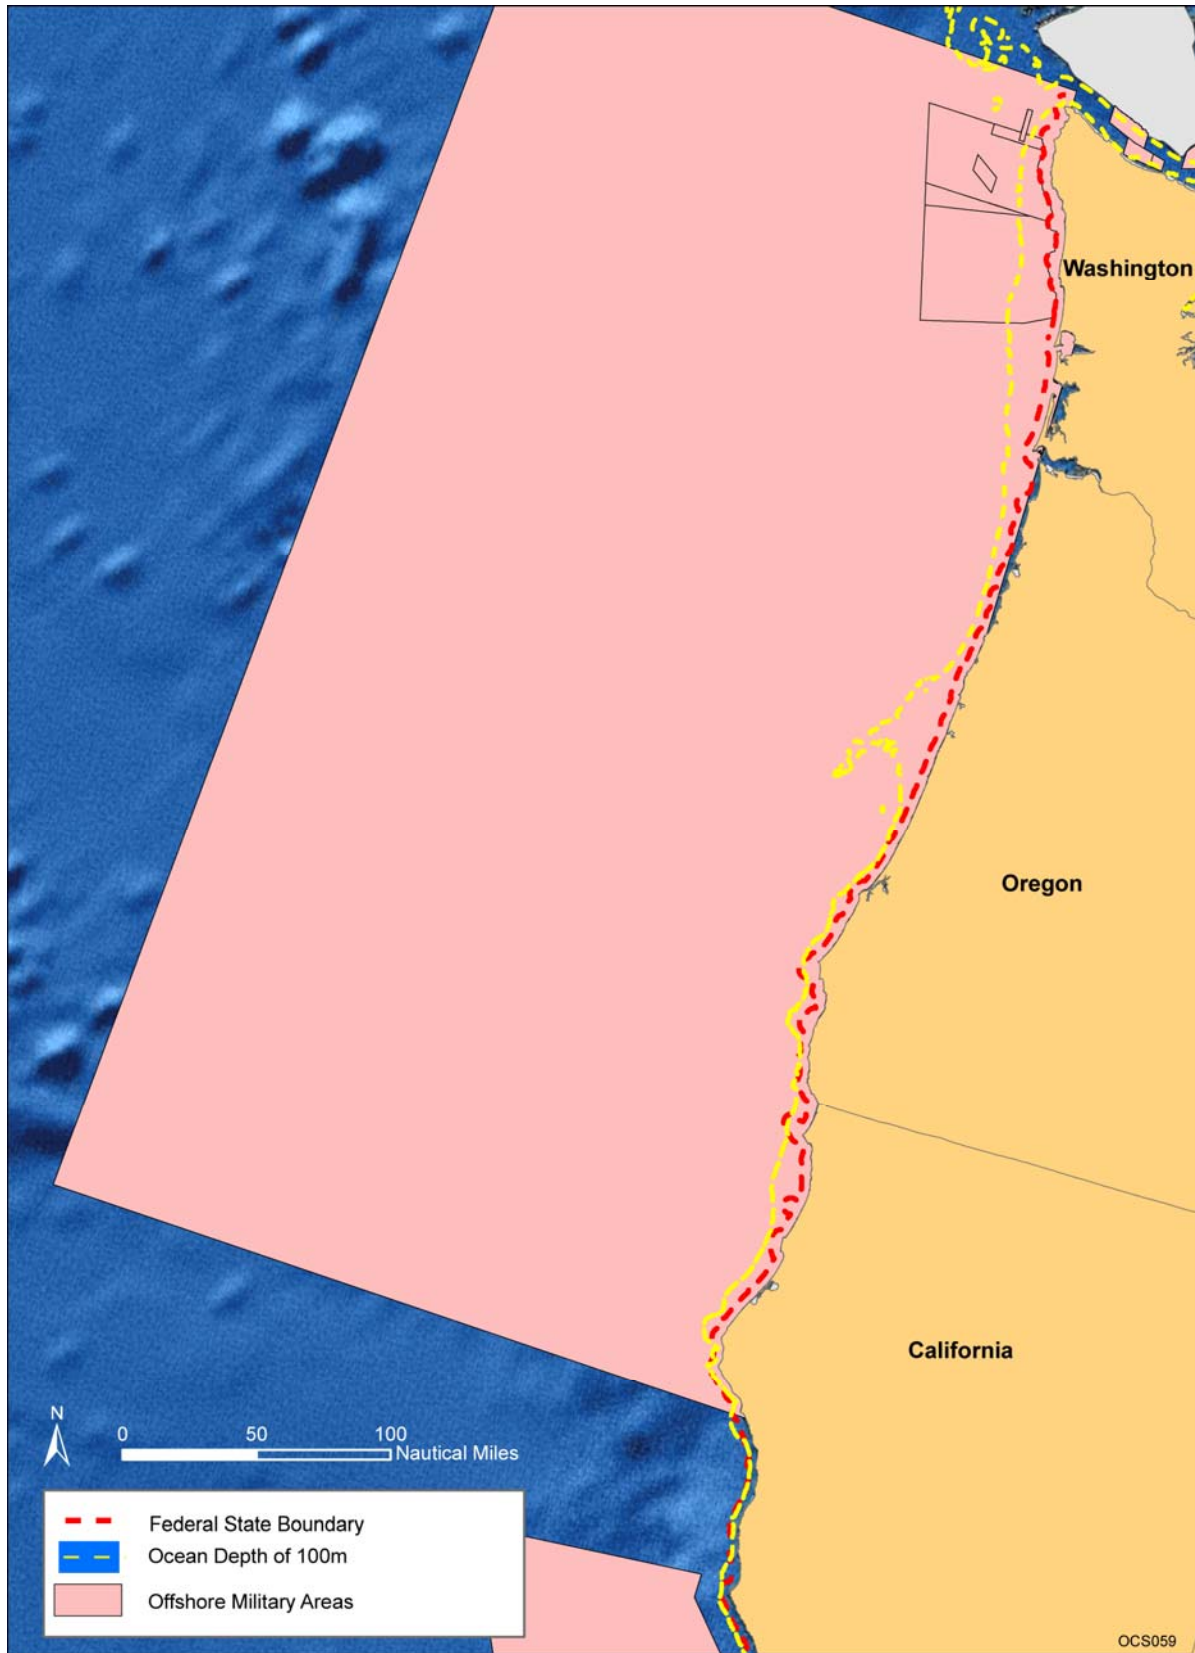 Washington
Oregon
California
N
0 50 100
Nautical Miles
Federal State Boundary
Ocean Depth of 100m
Offshore Military Areas
OCS059